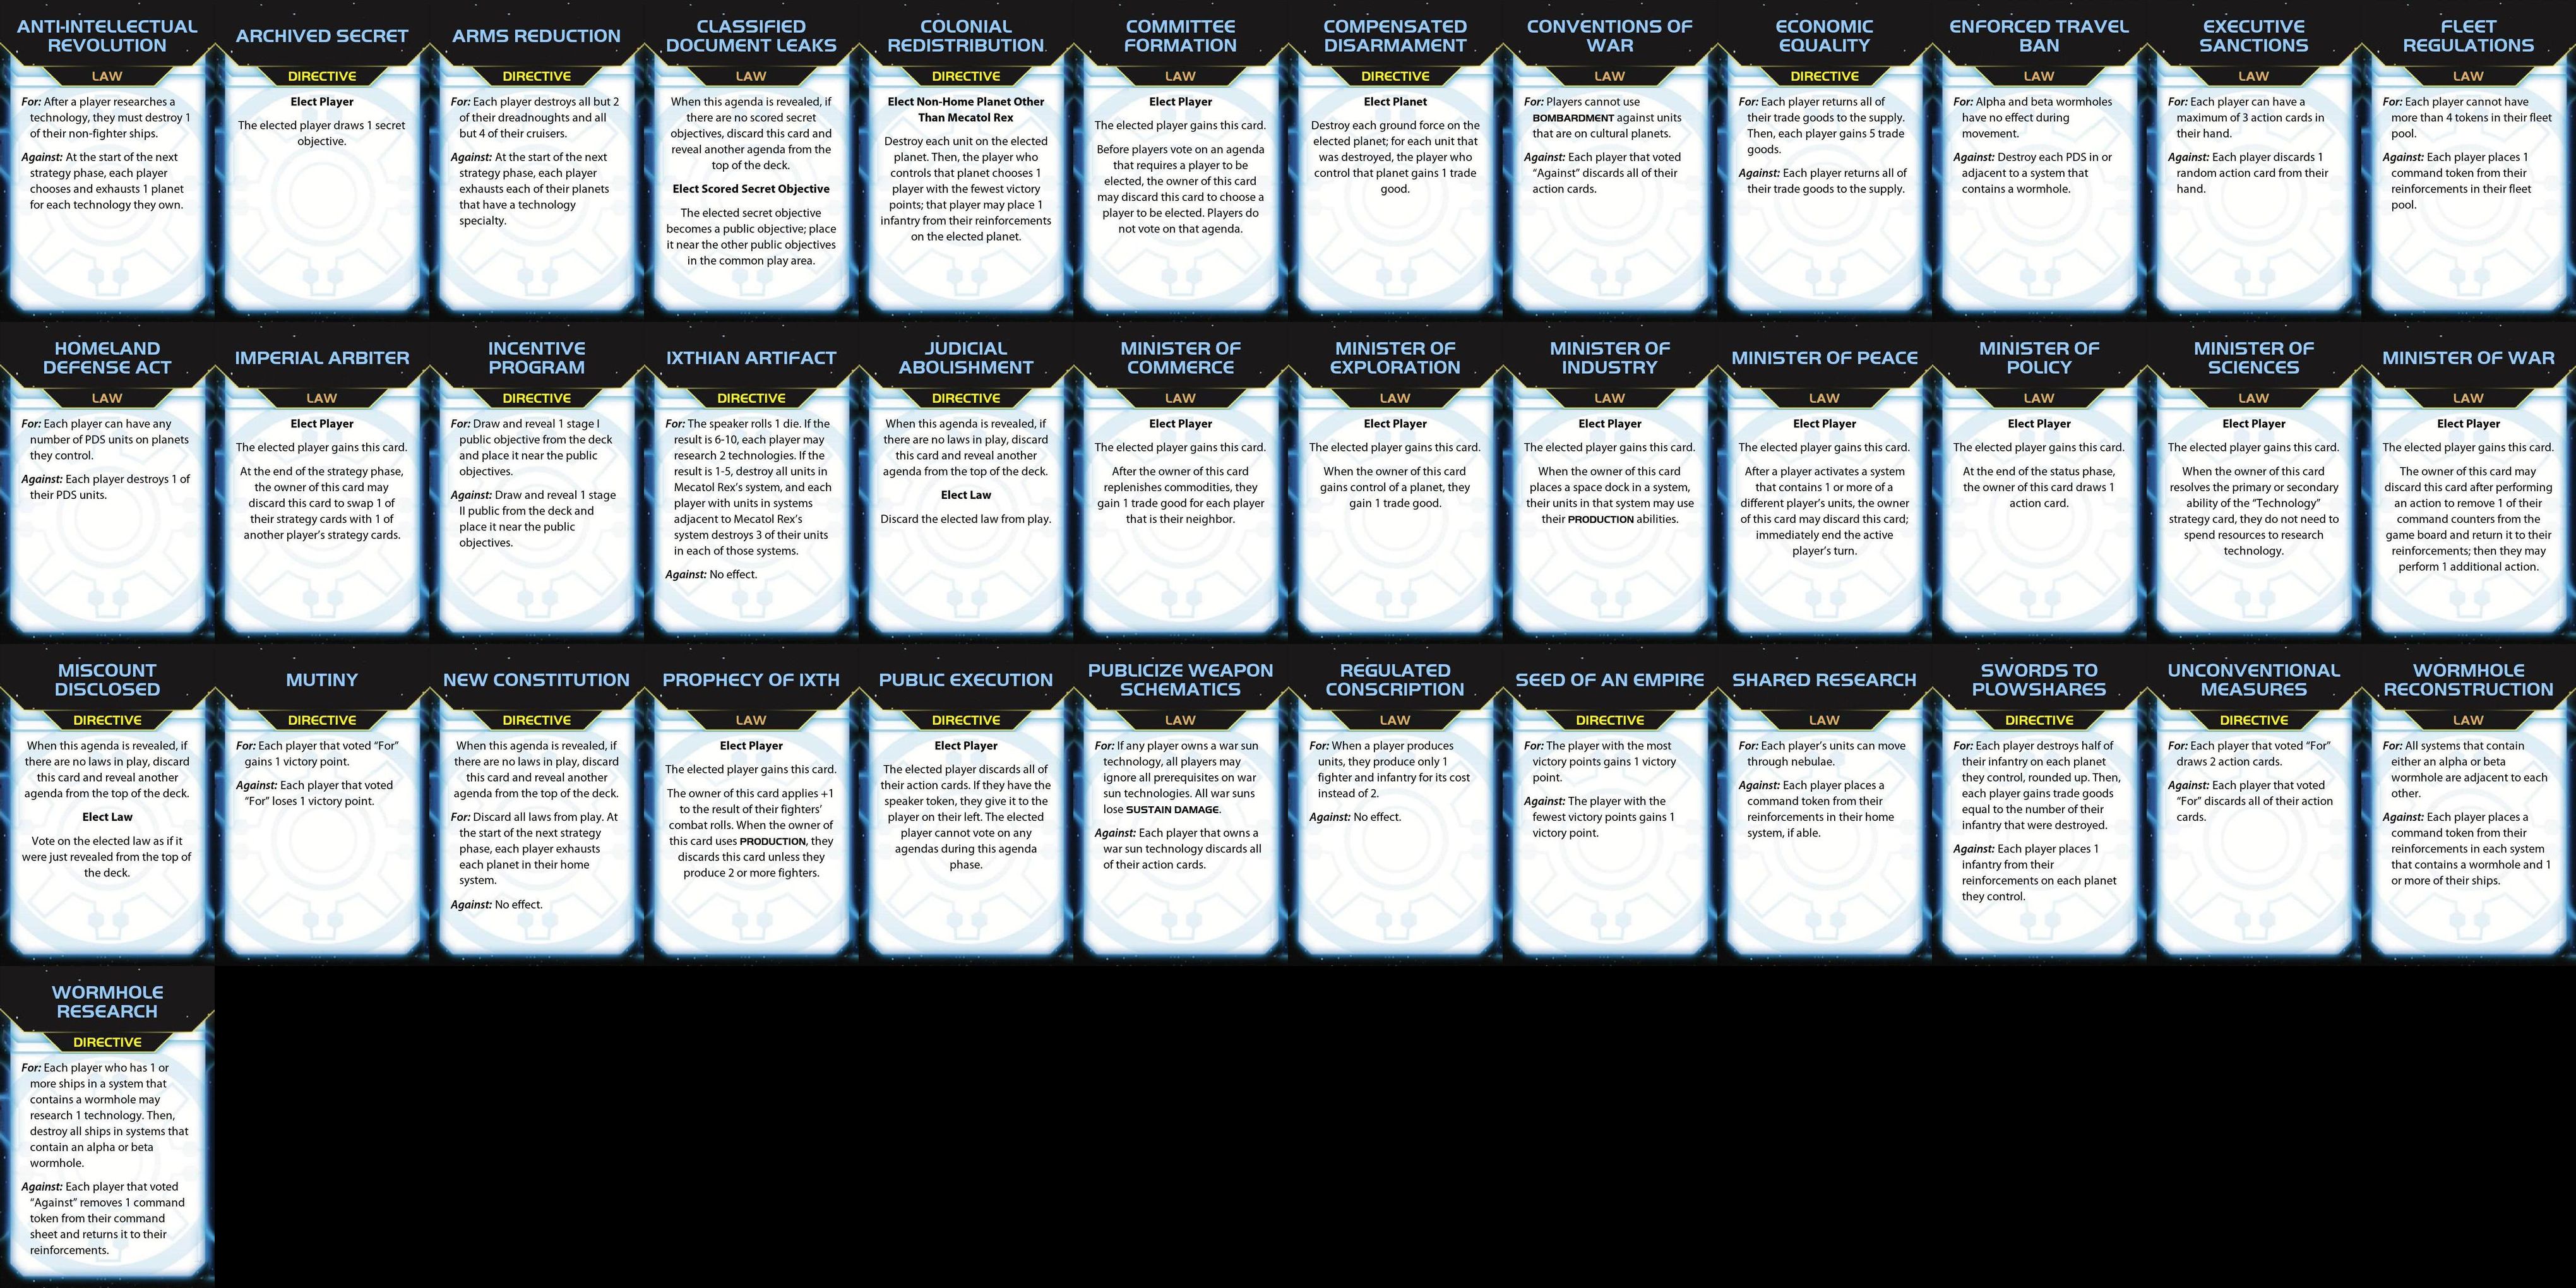 ANTI-INTELLECTUAL
REVOLUTION
LAW
For: After a player researches a
technology, they must destroy 1
of their non-fighter ships.
Against: At the start of the next
strategy phase, each player
chooses and exhausts 1 planet
for each technology they own.
ARCHIVED SECRET
DIRECTIVE
Elect Player
The elected player draws 1 secret
objective.
ARMS REDUCTION
DIRECTIVE
For: Each player destroys all but 2
of their dreadnoughts and all
but 4 of their cruisers.
Against: At the start of the next
strategy phase, each player
exhausts each of their planets
that have a technology
specialty.
CLASSIFIED
DOCUMENT LEAKS
LAW
When this agenda is revealed, if
there are no scored secret
objectives, discard this card and
reveal another agenda from the
top of the deck.
Elect Scored Secret Objective
The elected secret objective
becomes a public objective; place
it near the other public objectives
in the common play area.
COLONIAL
REDISTRIBUTION
DIRECTIVE
Elect Non-Home Planet Other
Than Mecatol Rex
Destroy each unit on the elected
planet. Then, the player who
controls that planet chooses 1
player with the fewest victory
points; that player may place 1
infantry from their reinforcements
on the elected planet.
COMMITTEE
FORMATION
LAW
Elect Player
The elected player gains this card.
Before players vote on an agenda
that requires a player to be
elected, the owner of this card
may discard this card to choose a
player to be elected. Players do
not vote on that agenda.
COMPENSATED
DISARMAMENT
DIRECTIVE
Elect Planet
Destroy each ground force on the
elected planet; for each unit that
was destroyed, the player who
control that planet gains 1 trade
good.
CONVENTIONS OF
WAR
LAW
For: Players cannot use
BOMBARDMENT against units
that are on cultural planets.
Against: Each player that voted
“Against” discards all of their
action cards.
ECONOMIC
EQUALITY
DIRECTIVE
For: Each player returns all of
their trade goods to the supply.
Then, each player gains 5 trade
goods.
Against: Each player returns all of
their trade goods to the supply.
ENFORCED TRAVEL
BAN
LAW
For: Alpha and beta wormholes
have no effect during
movement.
Against: Destroy each PDS in or
adjacent to a system that
contains a wormhole.
EXECUTIVE
SANCTIONS
LAW
For: Each player can have a
maximum of 3 action cards in
their hand.
Against: Each player discards 1
random action card from their
hand.
FLEET
REGULATIONS
LAW
For: Each player cannot have
more than 4 tokens in their fleet
pool.
Against: Each player places 1
command token from their
reinforcements in their fleet
pool.
HOMELAND
DEFENSE ACT
LAW
For: Each player can have any
number of PDS units on planets
they control.
Against: Each player destroys 1 of
their PDS units.
IMPERIAL ARBITER
LAW
Elect Player
The elected player gains this card.
At the end of the strategy phase,
the owner of this card may
discard this card to swap 1 of
their strategy cards with 1 of
another player’s strategy cards.
INCENTIVE
PROGRAM
DIRECTIVE
For: Draw and reveal 1 stage I
public objective from the deck
and place it near the public
objectives.
Against: Draw and reveal 1 stage
II public from the deck and
place it near the public
objectives.
IXTHIAN ARTIFACT
DIRECTIVE
For: The speaker rolls 1 die. If the
result is 6-10, each player may
research 2 technologies. If the
result is 1-5, destroy all units in
Mecatol Rex’s system, and each
player with units in systems
adjacent to Mecatol Rex’s
system destroys 3 of their units
in each of those systems.
Against: No effect.
JUDICIAL
ABOLISHMENT
DIRECTIVE
When this agenda is revealed, if
there are no laws in play, discard
this card and reveal another
agenda from the top of the deck.
Elect Law
Discard the elected law from play.
MINISTER OF
COMMERCE
LAW
Elect Player
The elected player gains this card.
After the owner of this card
replenishes commodities, they
gain 1 trade good for each player
that is their neighbor.
MINISTER OF
EXPLORATION
LAW
Elect Player
The elected player gains this card.
When the owner of this card
gains control of a planet, they
gain 1 trade good.
MINISTER OF
INDUSTRY
LAW
Elect Player
The elected player gains this card.
When the owner of this card
places a space dock in a system,
their units in that system may use
their PRODUCTION abilities.
MINISTER OF PEACE
LAW
Elect Player
The elected player gains this card.
After a player activates a system
that contains 1 or more of a
different player’s units, the owner
of this card may discard this card;
immediately end the active
player’s turn.
MINISTER OF
POLICY
LAW
Elect Player
The elected player gains this card.
At the end of the status phase,
the owner of this card draws 1
action card.
MINISTER OF
SCIENCES
LAW
Elect Player
The elected player gains this card.
When the owner of this card
resolves the primary or secondary
ability of the “Technology”
strategy card, they do not need to
spend resources to research
technology.
MINISTER OF WAR
LAW
Elect Player
The elected player gains this card.
The owner of this card may
discard this card after performing
an action to remove 1 of their
command counters from the
game board and return it to their
reinforcements; then they may
perform 1 additional action.
MISCOUNT
DISCLOSED
DIRECTIVE
When this agenda is revealed, if
there are no laws in play, discard
this card and reveal another
agenda from the top of the deck.
Elect Law
Vote on the elected law as if it
were just revealed from the top of
the deck.
MUTINY
DIRECTIVE
For: Each player that voted “For”
gains 1 victory point.
Against: Each player that voted
“For” loses 1 victory point.
NEW CONSTITUTION
DIRECTIVE
When this agenda is revealed, if
there are no laws in play, discard
this card and reveal another
agenda from the top of the deck.
For: Discard all laws from play. At
the start of the next strategy
phase, each player exhausts
each planet in their home
system.
Against: No effect.
PROPHECY OF IXTH
LAW
Elect Player
The elected player gains this card.
The owner of this card applies +1
to the result of their fighters’
combat rolls. When the owner of
this card uses PRODUCTION, they
discards this card unless they
produce 2 or more fighters.
PUBLIC EXECUTION
DIRECTIVE
Elect Player
The elected player discards all of
their action cards. If they have the
speaker token, they give it to the
player on their left. The elected
player cannot vote on any
agendas during this agenda
phase.
PUBLICIZE WEAPON
SCHEMATICS
LAW
For: If any player owns a war sun
technology, all players may
ignore all prerequisites on war
sun technologies. All war suns
lose SUSTAIN DAMAGE.
Against: Each player that owns a
war sun technology discards all
of their action cards.
REGULATED
CONSCRIPTION
LAW
For: When a player produces
units, they produce only 1
fighter and infantry for its cost
instead of 2.
Against: No effect.
SEED OF AN EMPIRE
DIRECTIVE
For: The player with the most
victory points gains 1 victory
point.
Against: The player with the
fewest victory points gains 1
victory point.
SHARED RESEARCH
LAW
For: Each player’s units can move
through nebulae.
Against: Each player places a
command token from their
reinforcements in their home
system, if able.
SWORDS TO
PLOWSHARES
DIRECTIVE
For: Each player destroys half of
their infantry on each planet
they control, rounded up. Then,
each player gains trade goods
equal to the number of their
infantry that were destroyed.
Against: Each player places 1
infantry from their
reinforcements on each planet
they control.
UNCONVENTIONAL
MEASURES
DIRECTIVE
For: Each player that voted “For”
draws 2 action cards.
Against: Each player that voted
“For” discards all of their action
cards.
WORMHOLE
RECONSTRUCTION
LAW
For: All systems that contain
either an alpha or beta
wormhole are adjacent to each
other.
Against: Each player places a
command token from their
reinforcements in each system
that contains a wormhole and 1
or more of their ships.
WORMHOLE
RESEARCH
DIRECTIVE
For: Each player who has 1 or
more ships in a system that
contains a wormhole may
research 1 technology. Then,
destroy all ships in systems that
contain an alpha or beta
wormhole.
Against: Each player that voted
“Against” removes 1 command
token from their command
sheet and returns it to their
reinforcements.